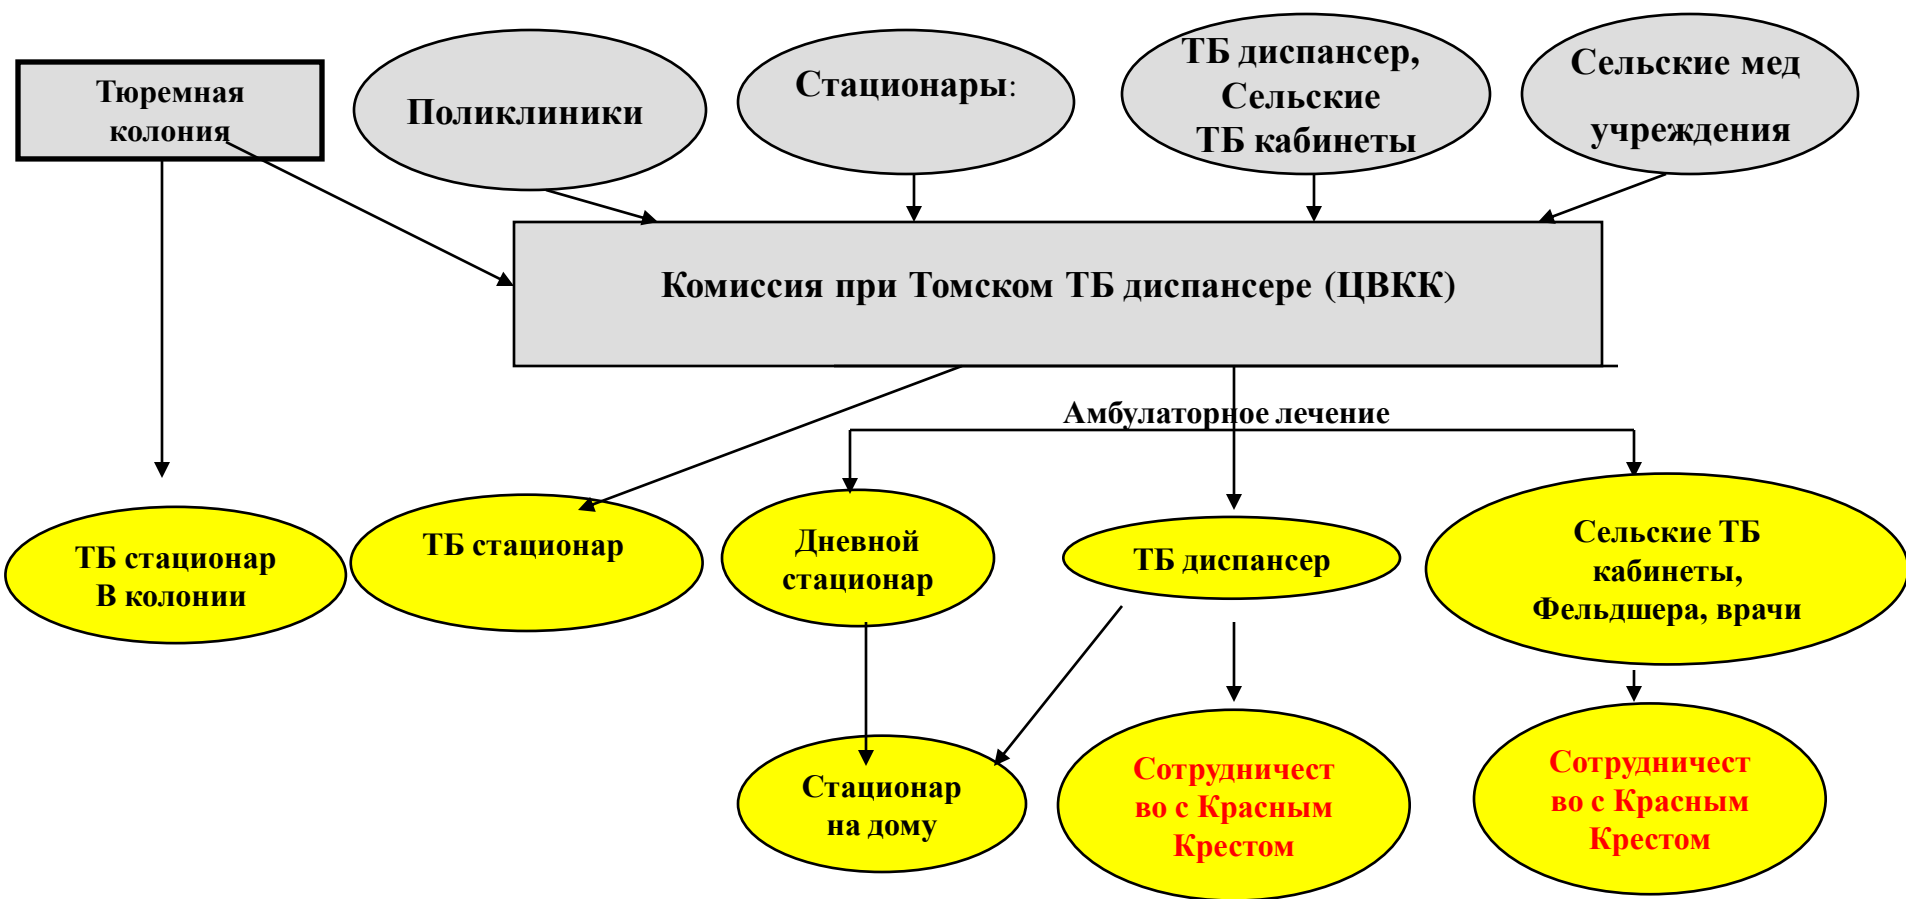 Тюремная
колония
Поликлиники
Стационары:
ТБ диспансер,
Сельские
ТБ кабинеты
Сельские мед
учреждения
Комиссия при Томском ТБ диспансере (ЦВКК)
Амбулаторное лечение
ТБ стационар
В колонии
ТБ стационар
Дневной
стационар
ТБ диспансер
Сельские ТБ
кабинеты,
Фельдшера, врачи
Стационар
на дому
Сотрудничест
во с Красным
Крестом
Сотрудничест
во с Красным
Крестом